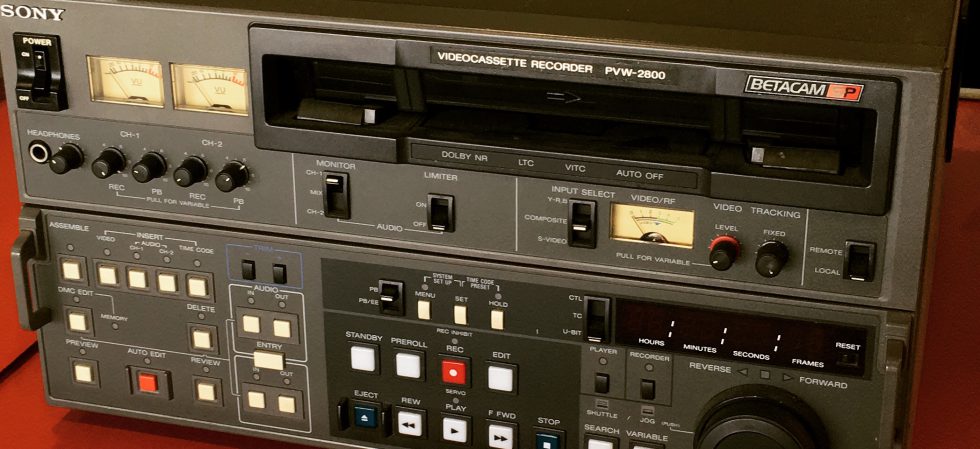 SONY
POWER
ON
OFF
VU
VU
VIDEOCASSETTE RECORDER PVW-2800
BETACAM SP
HEADPHONES
CH-1
CH-2
REC
PB
REC
PB
PULL FOR VARIABLE
DOLBY NR
LTC
VITC
AUTO OFF
MONITOR
CH-1
MIX
CH-2
LIMITER
ON
OFF
AUDIO
INPUT SELECT
Y-R,B
COMPOSITE
S-VIDEO
VIDEO/RF
VIDEO
LEVEL
TRACKING
FIXED
PULL FOR VARIABLE
REMOTE
LOCAL
ASSEMBLE
INSERT
VIDEO
AUDIO
CH-1
CH-2
TIME CODE
DMC EDIT
MEMORY
DELETE
PREVIEW
AUTO EDIT
REVIEW
TRIM
AUDIO
IN
OUT
ENTRY
IN
OUT
PB
PB/EE
SYSTEM
SET UP
MENU
TIME CODE
PRESET
SET
HOLD
REC INHIBIT
STANDBY
PREROLL
REC
EDIT
SERVO
EJECT
REW
PLAY
F FWD
STOP
CTL
TC
U-BIT
HOURS
MINUTES
SECONDS
FRAMES
RESET
PLAYER
RECORDER
REVERSE
FORWARD
SHUTTLE / JOG
(PUSH)
SEARCH
VARIABLE